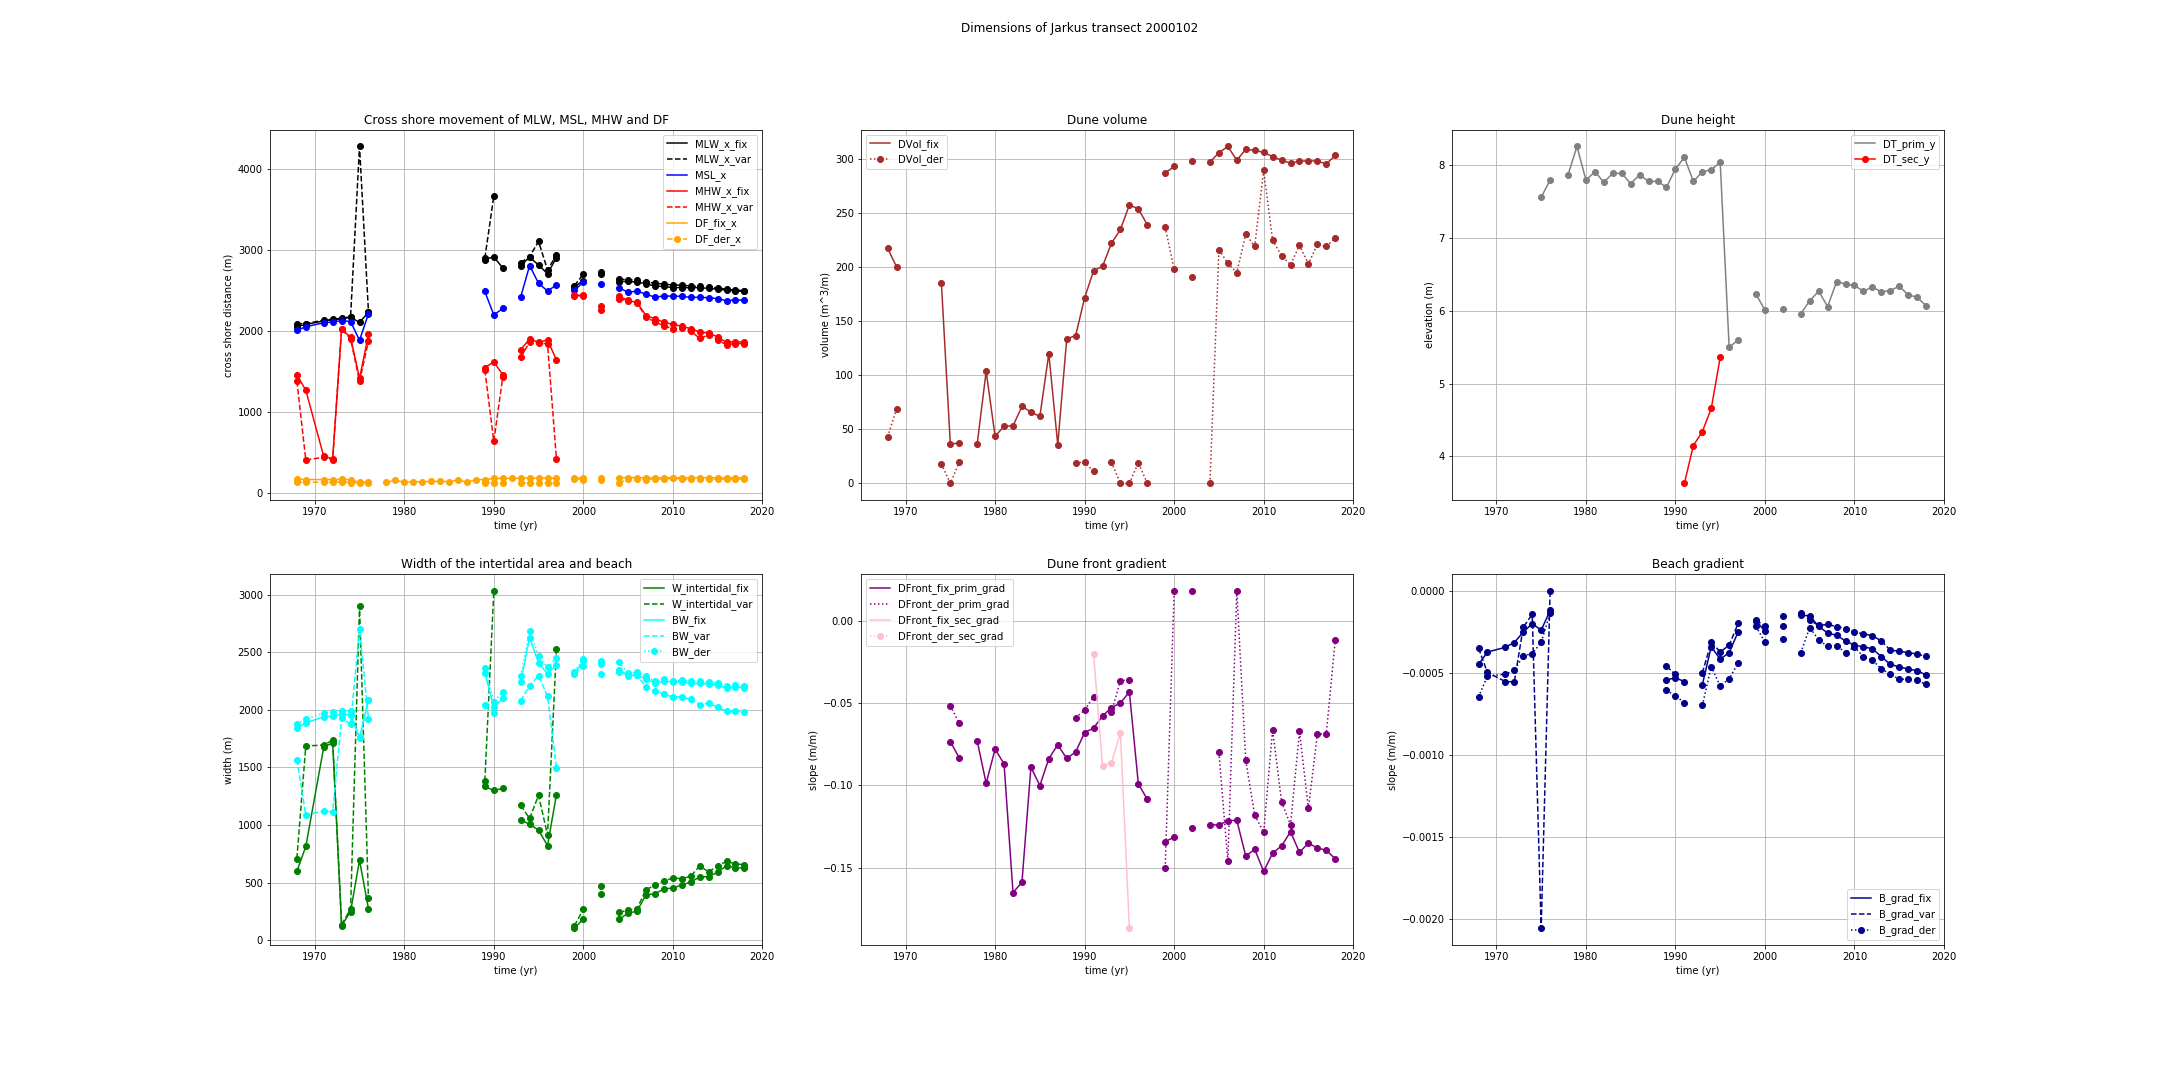 Dimensions of Jarkus transect 2000102
Cross shore movement of MLW, MSL, MHW and DF
MLW_x_fix
MLW_x_var
MSL_x
MHW_x_fix
MHW_x_var
DF_fix_x
DF_der_x
4000
3000
2000
1000
0
cross shore distance (m)
1970 1980 1990 2000 2010 2020
time (yr)
Dune volume
DVol_fix
DVol_der
300
250
200
150
100
50
0
volume (m^3/m)
1970 1980 1990 2000 2010 2020
time (yr)
Dune height
DT_prim_y
DT_sec_y
8
7
6
5
4
elevation (m)
1970 1980 1990 2000 2010 2020
time (yr)
Width of the intertidal area and beach
W_intertidal_fix
W_intertidal_var
BW_fix
BW_var
BW_der
3000
2500
2000
1500
1000
500
0
width (m)
1970 1980 1990 2000 2010 2020
time (yr)
Dune front gradient
DFront_fix_prim_grad
DFront_der_prim_grad
DFront_fix_sec_grad
DFront_der_sec_grad
0.00
−0.05
−0.10
−0.15
slope (m/m)
1970 1980 1990 2000 2010 2020
time (yr)
Beach gradient
B_grad_fix
B_grad_var
B_grad_der
0.0000
−0.0005
−0.0010
−0.0015
−0.0020
slope (m/m)
1970 1980 1990 2000 2010 2020
time (yr)